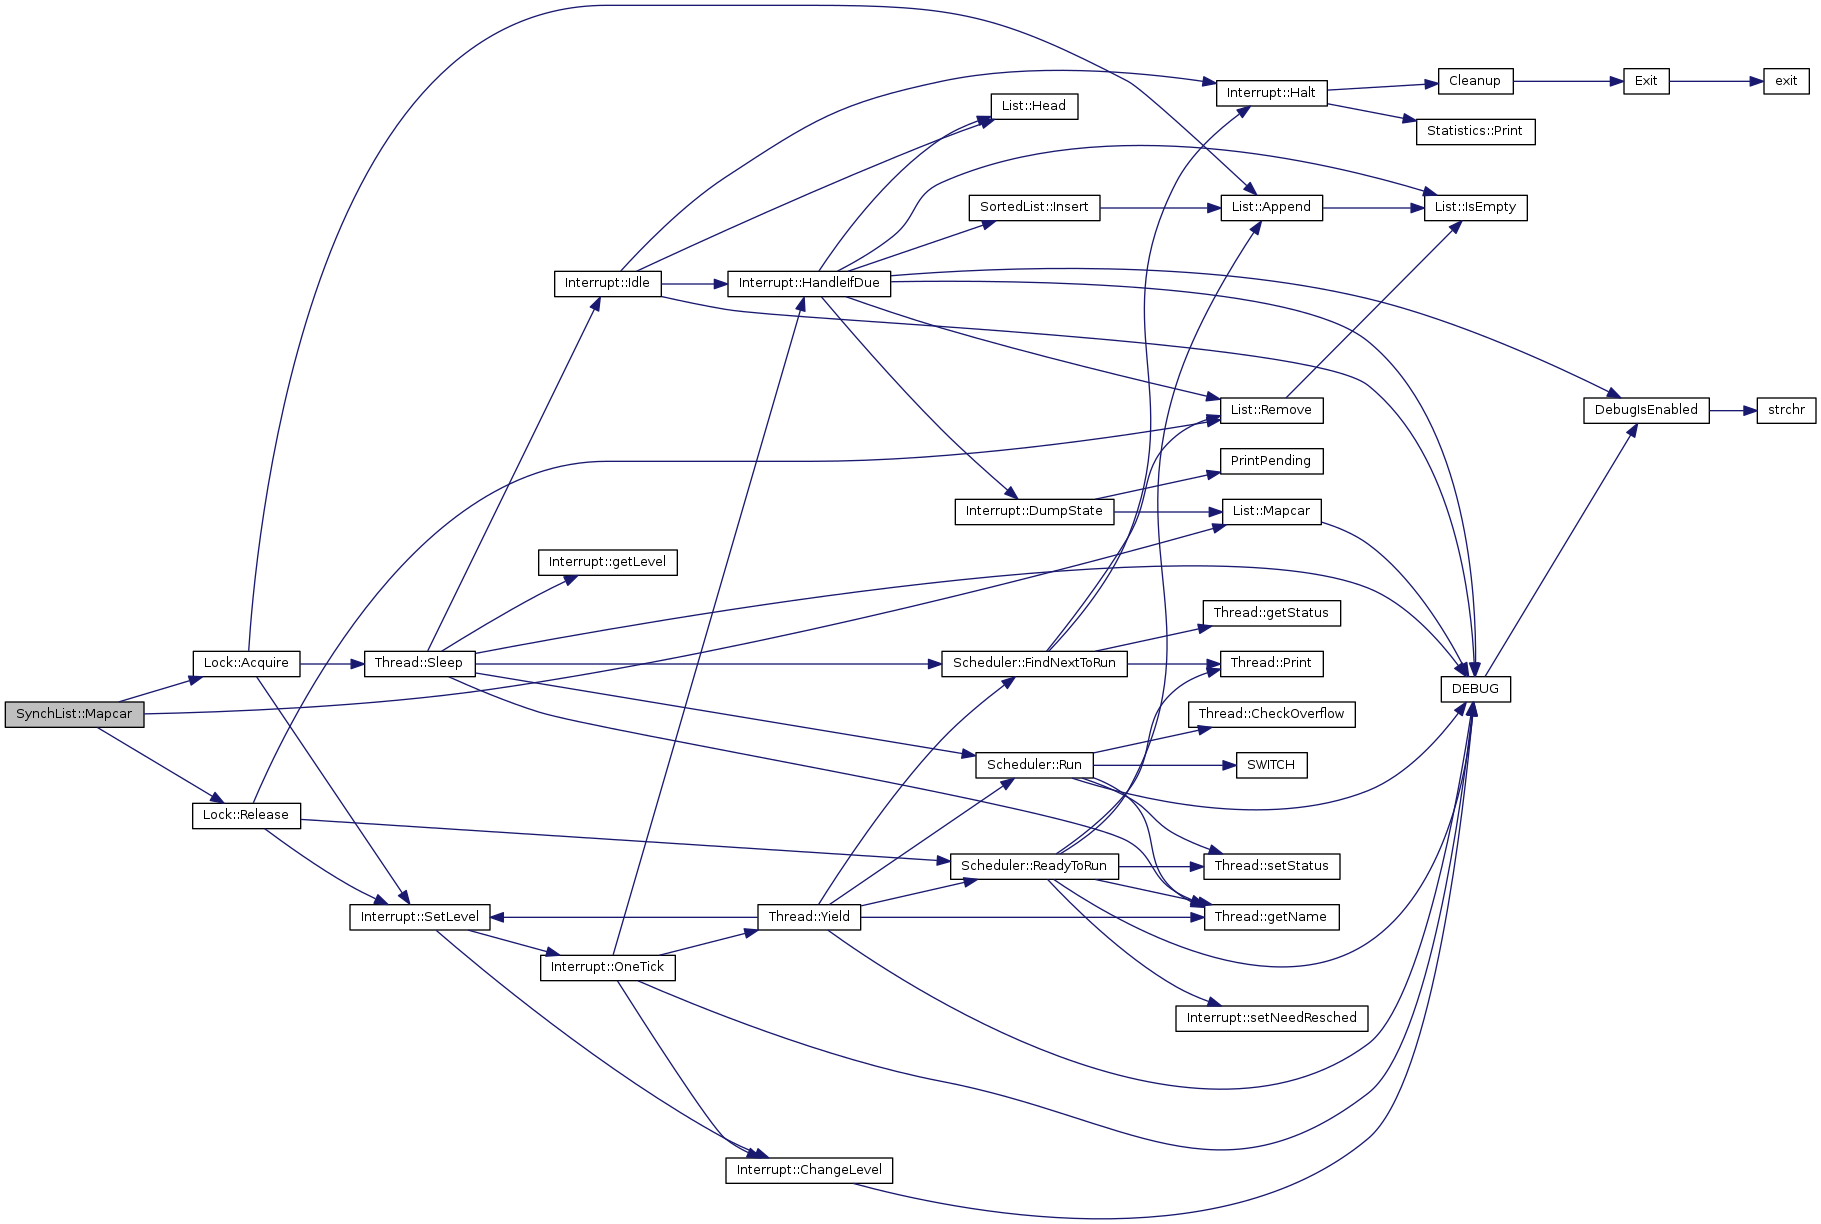 SynchList::Mapcar
Lock::Acquire
Lock::Release
Thread::Sleep
Interrupt::SetLevel
Interrupt::Idle
Interrupt::getLevel
Interrupt::OneTick
Interrupt::HandleIfDue
Thread::Yield
Interrupt::ChangeLevel
List::Head
SortedList::Insert
Interrupt::DumpState
Scheduler::FindNextToRun
Scheduler::Run
Scheduler::ReadyToRun
Interrupt::Halt
List::Append
List::Remove
PrintPending
List::Mapcar
Thread::getStatus
Thread::Print
Thread::CheckOverflow
SWITCH
Thread::setStatus
Thread::getName
Interrupt::setNeedResched
Cleanup
Statistics::Print
List::IsEmpty
DEBUG
Exit
DebugIsEnabled
exit
strchr